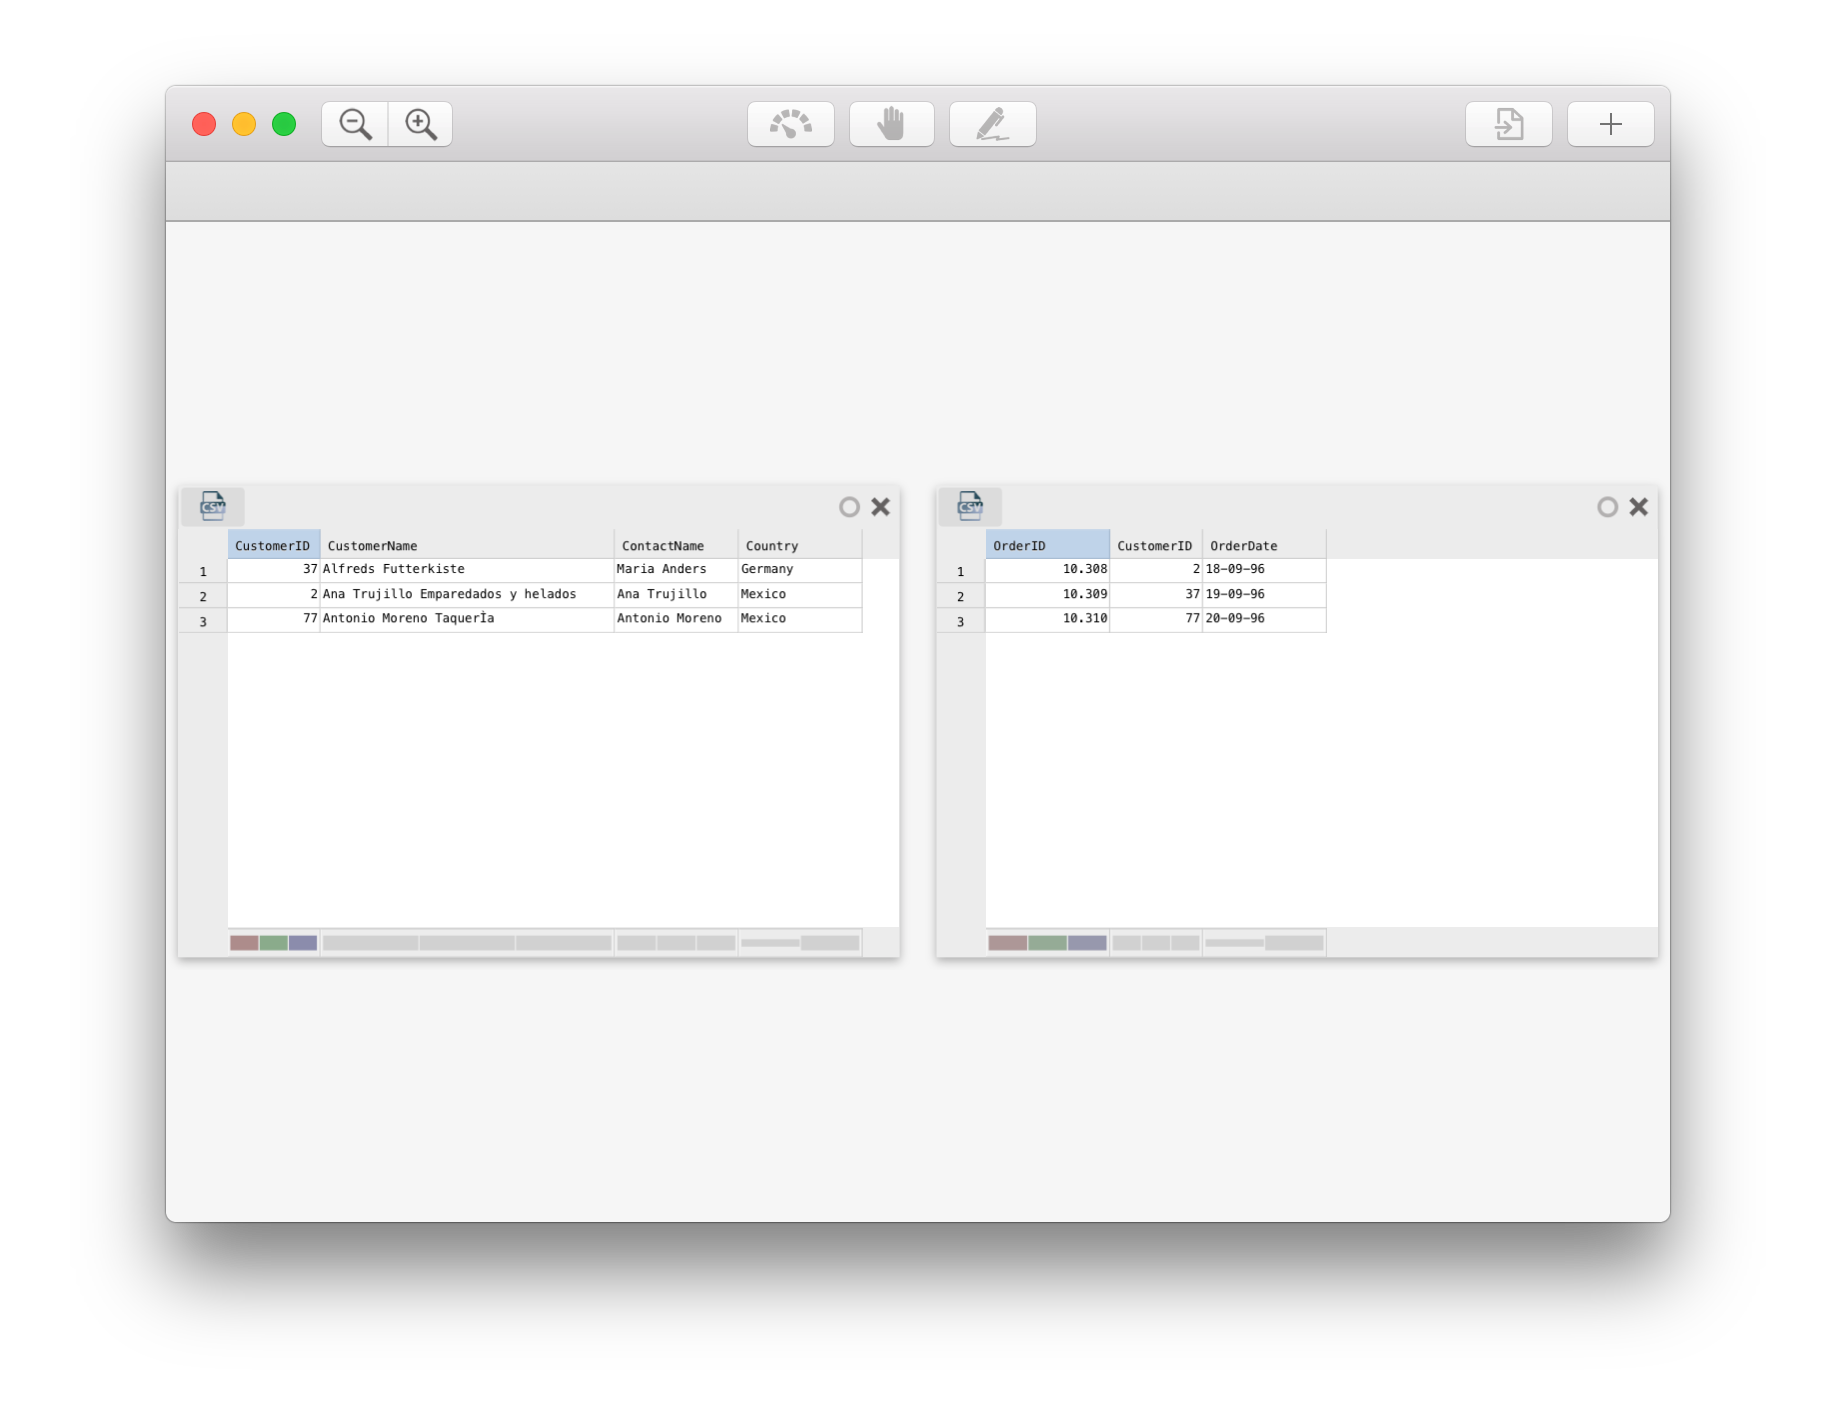 CSV
CustomerID CustomerName ContactName Country
1 37 Alfreds Futterkiste Maria Anders Germany
2 2 Ana Trujillo Emparedados y helados Ana Trujillo Mexico
3 77 Antonio Moreno TaquerÌa Antonio Moreno Mexico
CSV
OrderID CustomerID OrderDate
1 10.308 2 18-09-96
2 10.309 37 19-09-96
3 10.310 77 20-09-96